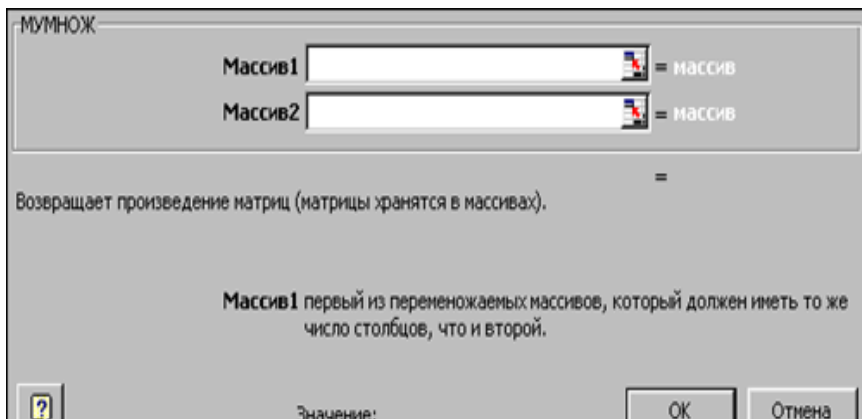 МУМНОЖ
Массив1 = массив
Массив2 = массив
=
Возвращает произведение матриц (матрицы хранятся в массивах).
Массив1 первый из переменожаемых массивов, который должен иметь то же
число столбцов, что и второй.
? Значение: ОК Отмена